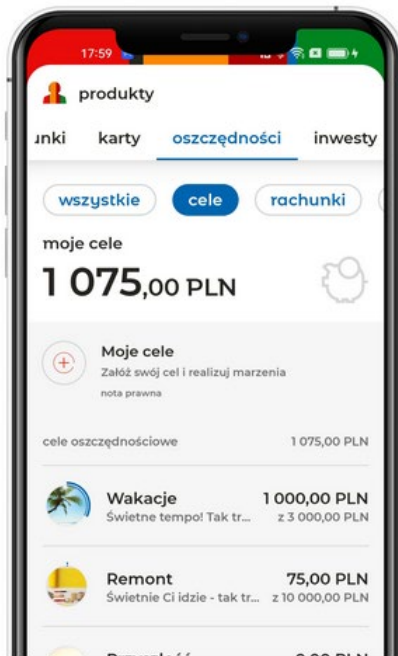 17:59
produkty
karty oszczędności inwesty
wszystkie cele rachunki
moje cele
1 075,00 PLN
Moje cele
Załóż swój cel i realizuj marzenia
nota prawna
cele oszczędnościowe 1 075,00 PLN
Wakacje 1 000,00 PLN
Świetne tempo! Tak tr... z 3 000,00 PLN
Remont 75,00 PLN
Świetnie Ci idzie - tak tr... z 10 000,00 PLN